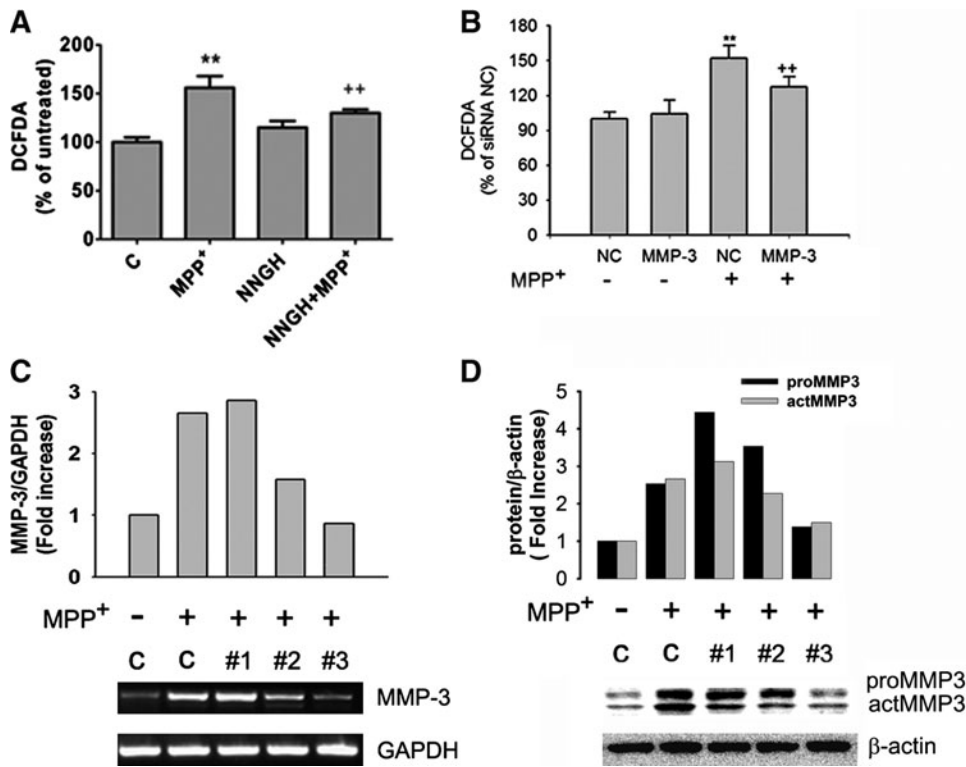 A
DCFDA
(% of untreated)
200
150
100
50
0
**
++
C
MPP+
NNGH
NNGH+MPP+
B
DCFDA
(% of siRNA NC)
180
150
120
90
60
30
0
**
++
NC MMP-3 NC MMP-3
MPP+ - - + +
C
MMP-3/GAPDH
(Fold increase)
3
2
1
0
MPP+ - + + + +
C C #1 #2 #3
MMP-3
GAPDH
D
protein/β-actin
( Fold Increase)
5
4
3
2
1
0
proMMP3
actMMP3
MPP+ - + + + +
C C #1 #2 #3
proMMP3
actMMP3
β-actin